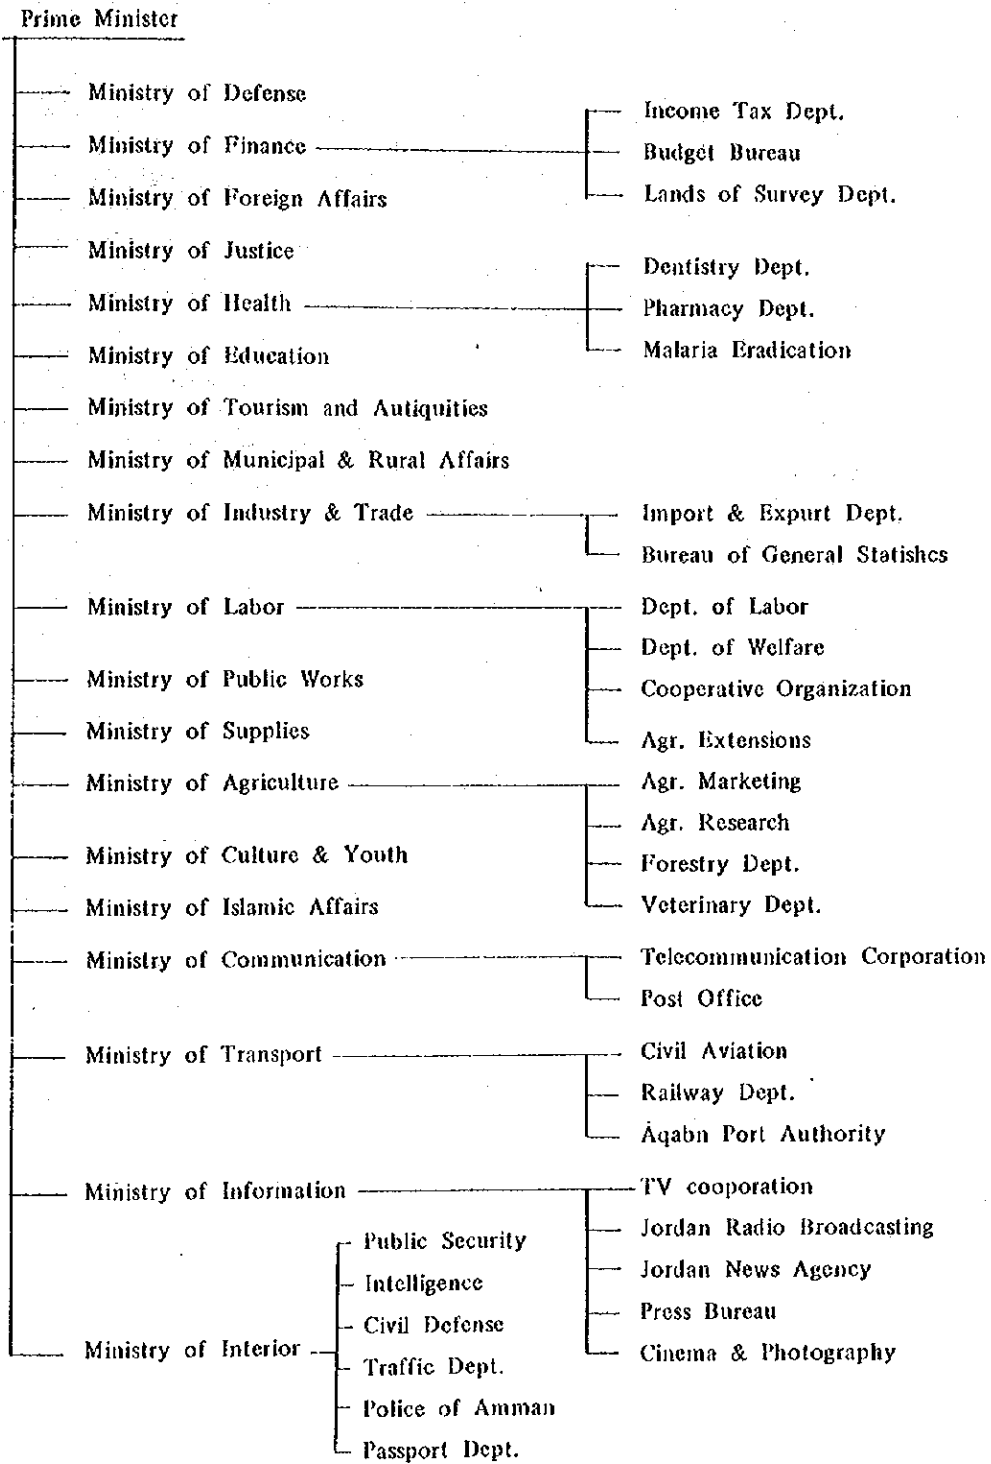 Prime Minister
Ministry of Defense
Ministry of Finance
Income Tax Dept.
Budget Bureau
Lands of Survey Dept.
Ministry of Foreign Affairs
Ministry of Justice
Ministry of Health
Dentistry Dept.
Pharmacy Dept.
Malaria Eradication
Ministry of Education
Ministry of Tourism and Autiquities
Ministry of Municipal & Rural Affairs
Ministry of Industry & Trade
Import & Expurt Dept.
Bureau of General Statishcs
Ministry of Labor
Dept. of Labor
Dept. of Welfare
Cooperative Organization
Agr. Extensions
Ministry of Public Works
Ministry of Supplies
Ministry of Agriculture
Agr. Marketing
Agr. Research
Forestry Dept.
Veterinary Dept.
Ministry of Culture & Youth
Ministry of Islamic Affairs
Ministry of Communication
Telecommunication Corporation
Post Office
Ministry of Transport
Civil Aviation
Railway Dept.
Aqabn Port Authority
Ministry of Information
TV cooporation
Jordan Radio Broadcasting
Jordan News Agency
Press Bureau
Cinema & Photography
Ministry of Interior
Public Security
Intelligence
Civil Defense
Traffic Dept.
Police of Amman
Passport Dept.